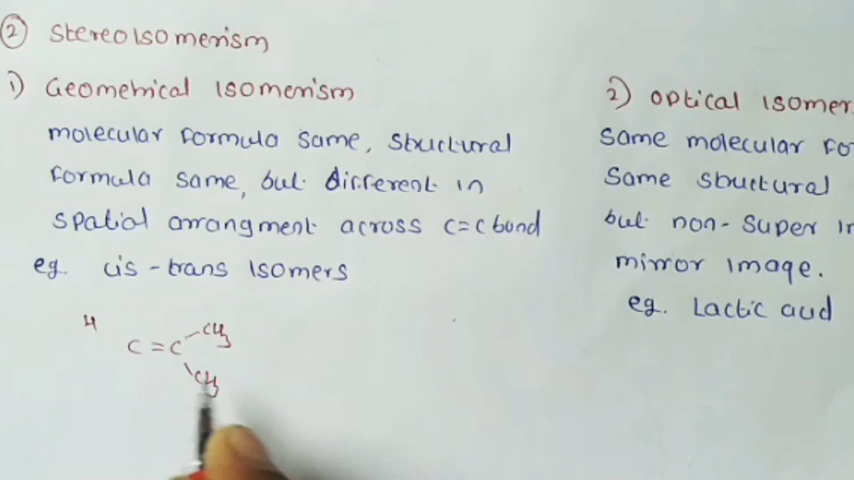 ② Stereoisomerism
1) Geometrical Isomerism
molecular formula same, structural
formula same, but different in
spatial arrangment across C=C bond
eg. cis-trans Isomers
H
C=C
CH3
CH3
2) optical isomer
same molecular fo
Same structural
but non-super im
mirror image.
eg. Lactic acid